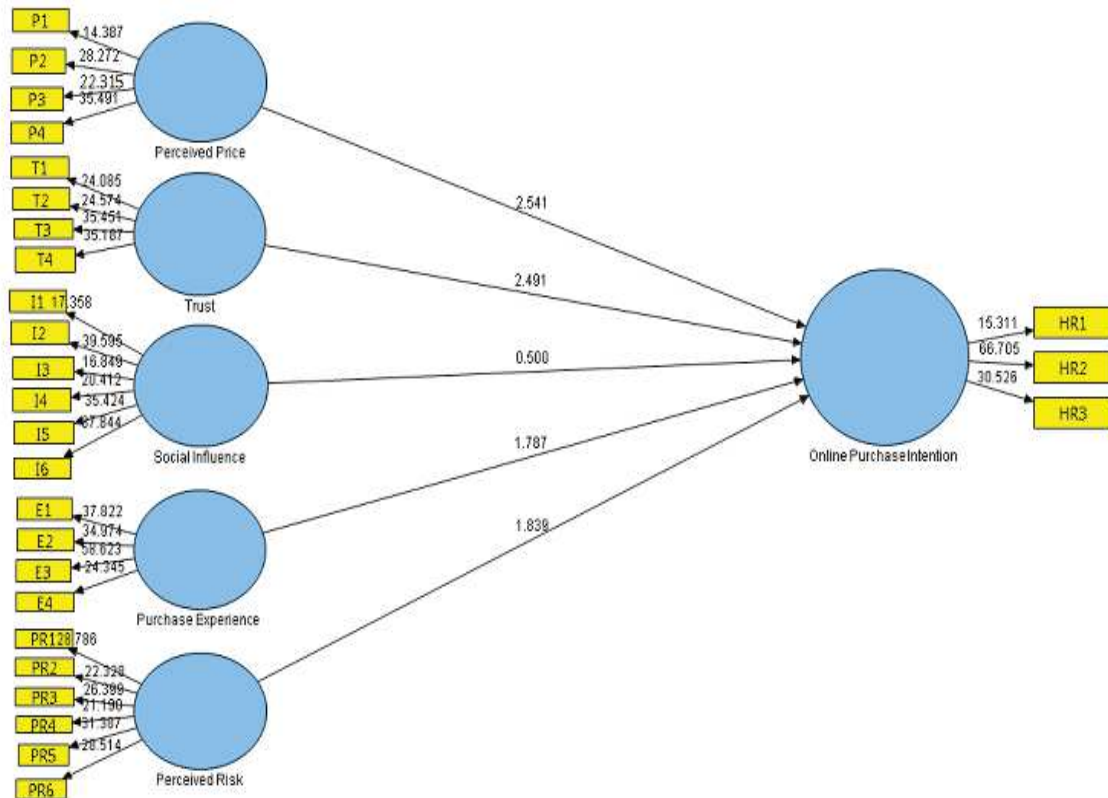 P1
14.387
P2
28.272
P3
22.315
P4
35.491
Perceived Price
T1
24.085
T2
24.574
T3
35.451
T4
35.187
Trust
I1 17.358
I2
39.595
I3
16.849
I4
20.412
I5
35.424
I6
Social Influence
E1
37.822
E2
34.974
E3
E4
24.345
Purchase Experience
PR1 28.786
PR2
22.328
PR3
26.399
PR4
21.190
PR5
31.387
PR6
Perceived Risk
2.541
2.491
0.500
1.787
1.839
Online Purchase Intention
15.311
HR1
66.705
HR2
30.526
HR3